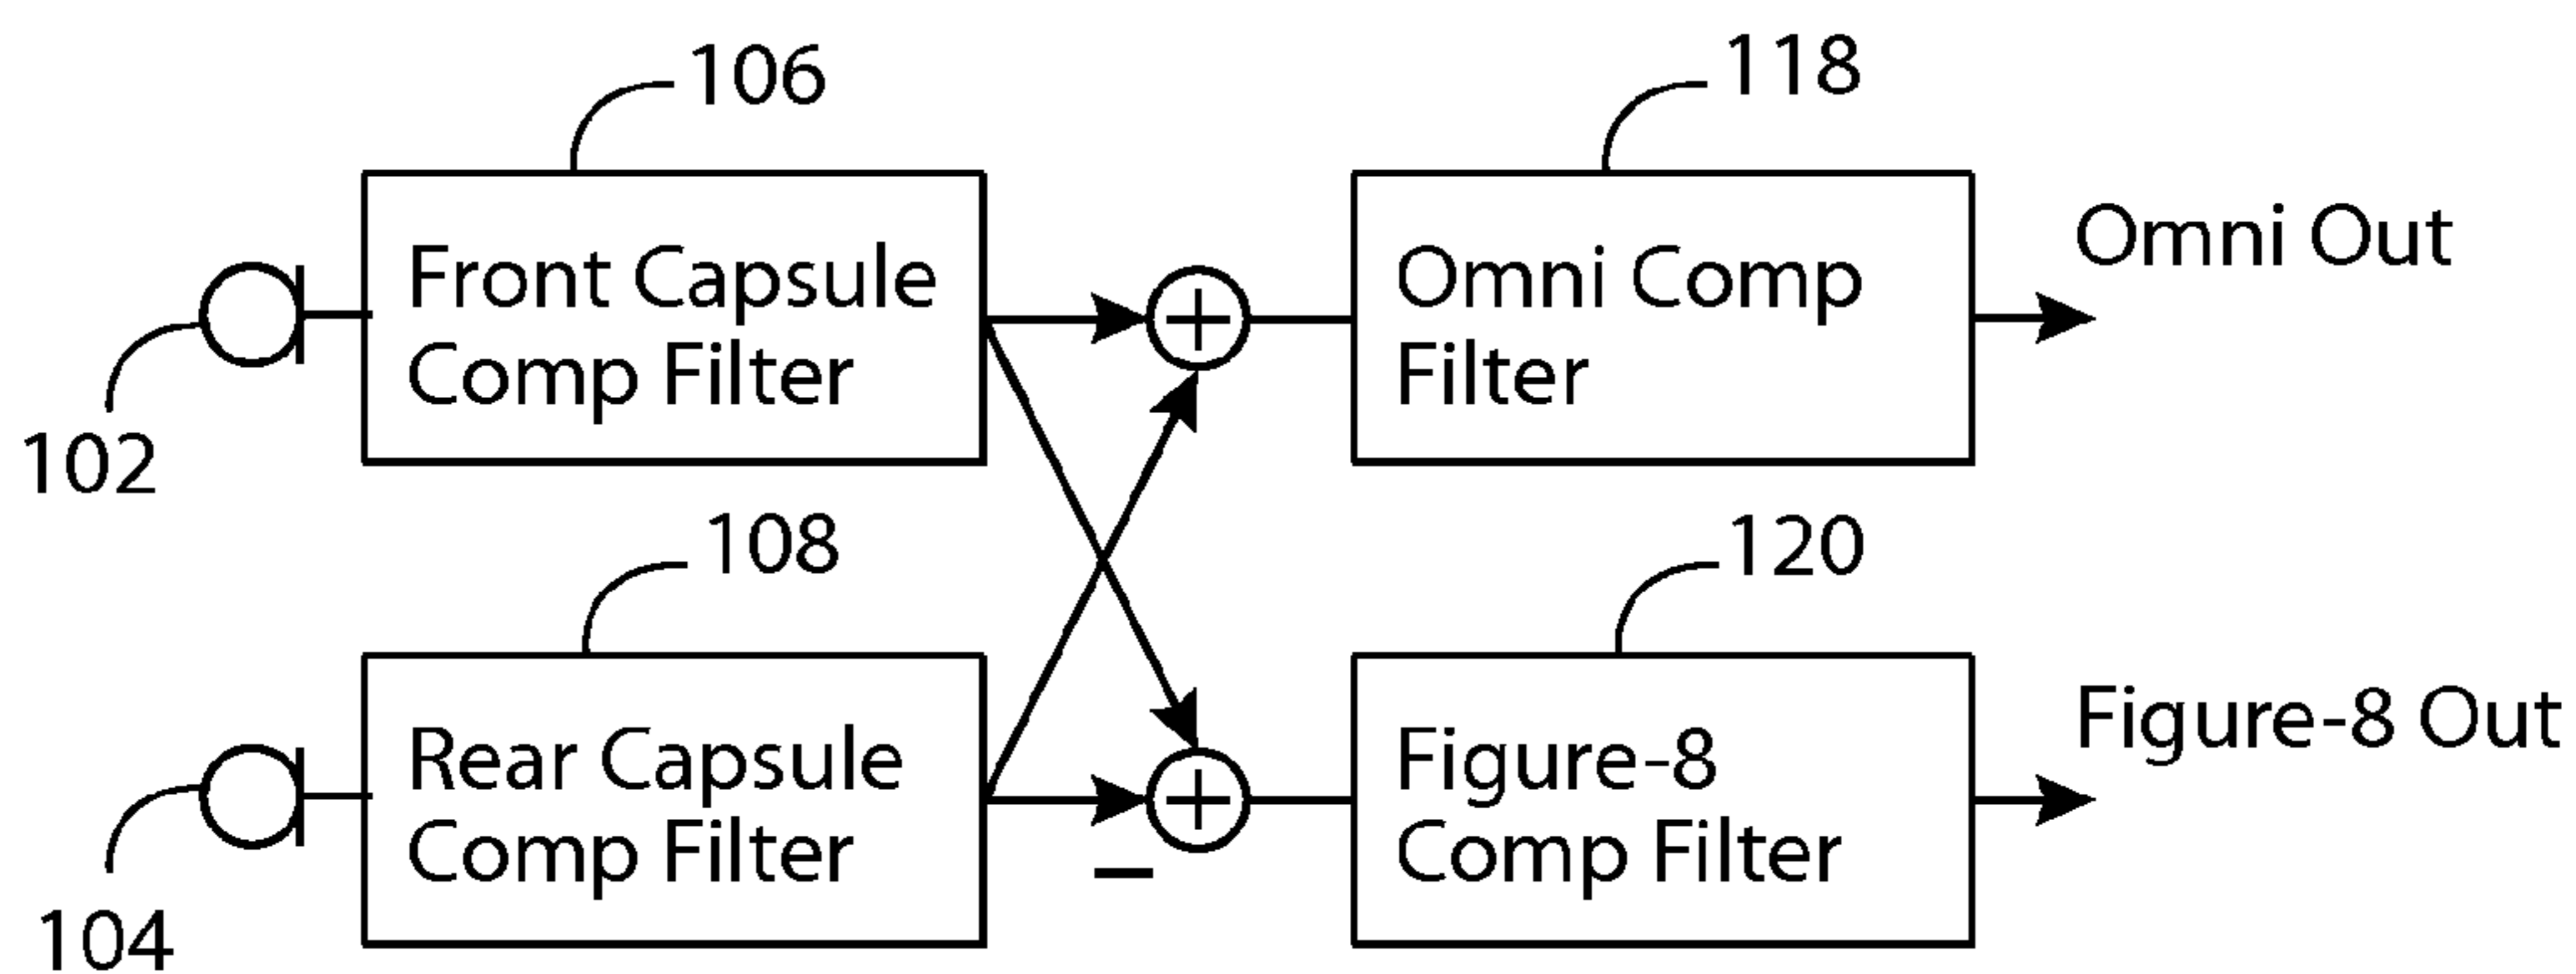 106
118
Omni Out
Front Capsule
Comp Filter
+
Omni Comp
Filter
102
108
120
Figure-8 Out
Rear Capsule
Comp Filter
+
–
Figure-8
Comp Filter
104